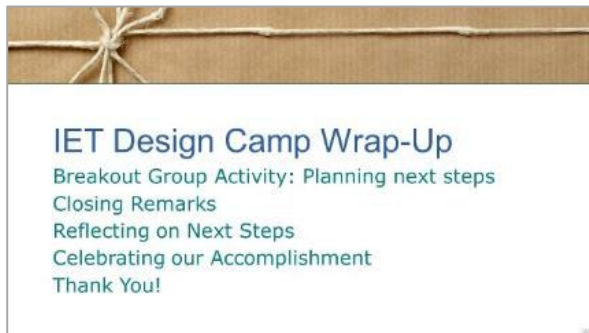 IET Design Camp Wrap-Up
Breakout Group Activity: Planning next steps
Closing Remarks
Reflecting on Next Steps
Celebrating our Accomplishment
Thank You!